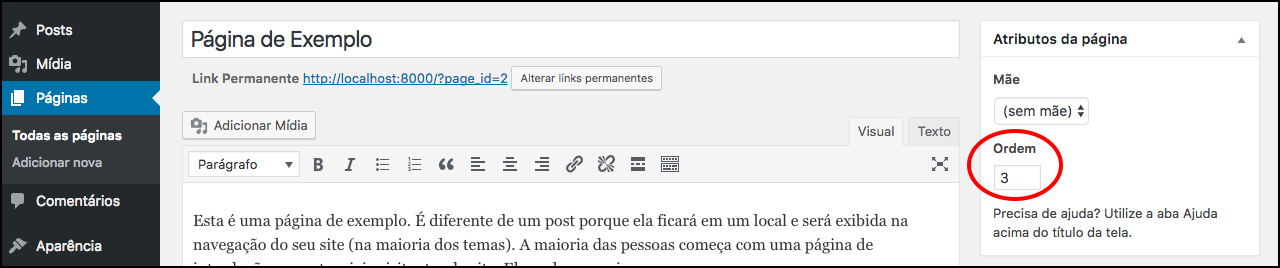 Posts
Mídia
Páginas
Todas as páginas
Adicionar nova
Comentários
Aparência
Página de Exemplo
Link Permanente http://localhost:8000/?page_id=2 Alterar links permanentes
Adicionar Mídia
Visual Texto
Parágrafo
B I
Esta é uma página de exemplo. É diferente de um post porque ela ficará em um local e será exibida na
navegação do seu site (na maioria dos temas). A maioria das pessoas começa com uma página de
Atributos da página
Mãe
(sem mãe)
Ordem
3
Precisa de ajuda? Utilize a aba Ajuda
acima do título da tela.